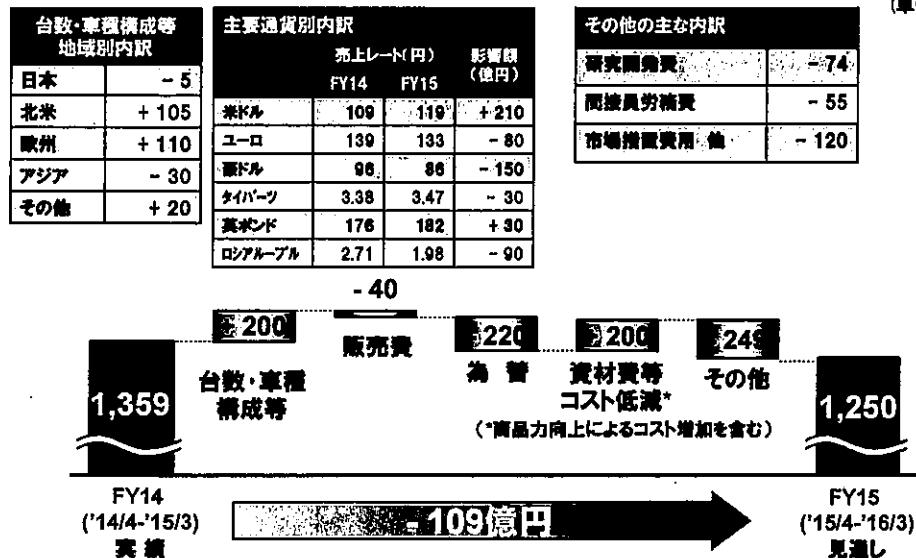 台数・車種構成等
地域別内訳
日本 - 5
北米 + 105
欧州 + 110
アジア - 30
その他 + 20
主要通貨別内訳
売上レート(円) 影響額(億円)
FY14 FY15
米ドル 109 119 + 210
ユーロ 139 133 - 80
豪ドル 96 86 - 150
タイバーツ 3.38 3.47 - 30
英ポンド 176 182 + 30
ロシアルーブル 2.71 1.98 - 90
その他の主な内訳
研究開発費 - 74
間接員労務費 - 55
市場措置費用 他 - 120
1,359
+ 200
台数・車種
構成等
- 40
販売費
220
為 替
200
資材費等
コスト低減*
(*商品力向上によるコスト増加を含む)
249
その他
1,250
FY14
('14/4-'15/3)
実 績
- 109億円
FY15
('15/4-'16/3)
見通し